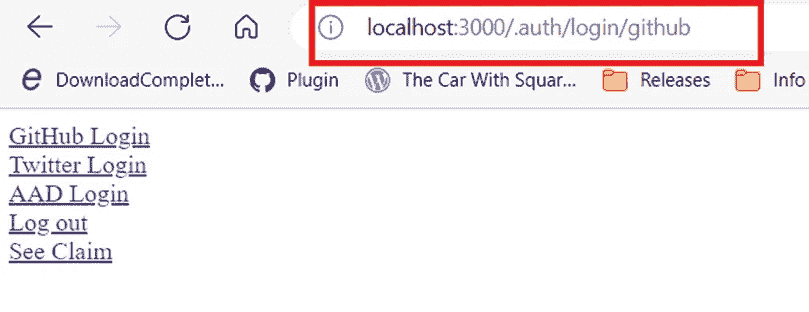 localhost:3000/.auth/login/github
DownloadComplet... Plugin The Car With Squar... Releases Info
GitHub Login
Twitter Login
AAD Login
Log out
See Claim